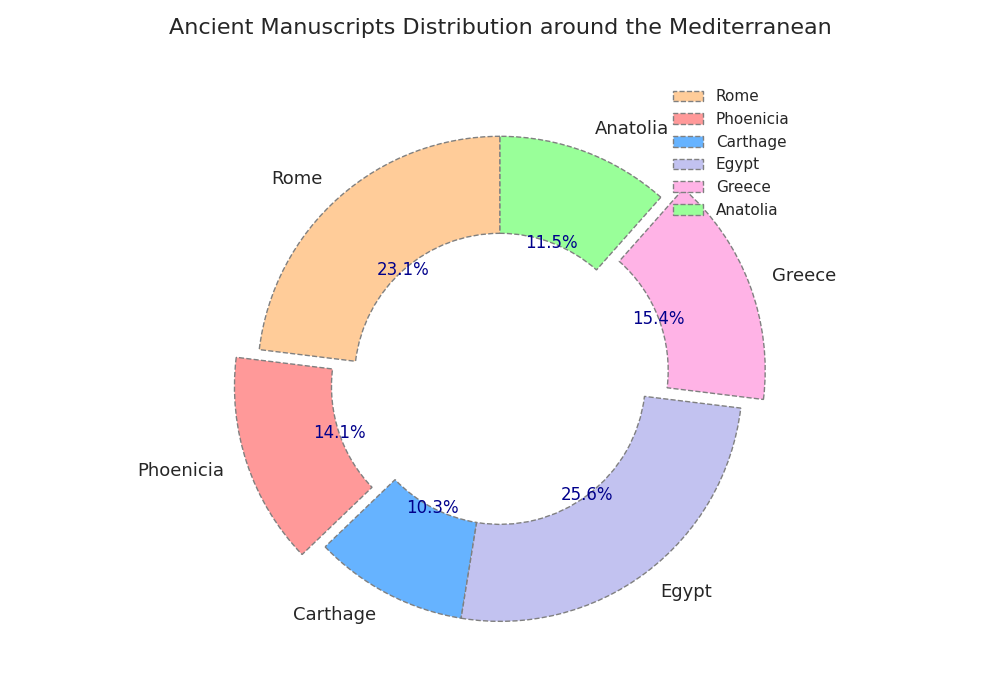 Ancient Manuscripts Distribution around the Mediterranean
Rome
Phoenicia
Carthage
Egypt
Greece
Anatolia
Anatolia
Rome
Greece
Phoenicia
Egypt
Carthage
11.5%
23.1%
15.4%
14.1%
25.6%
10.3%